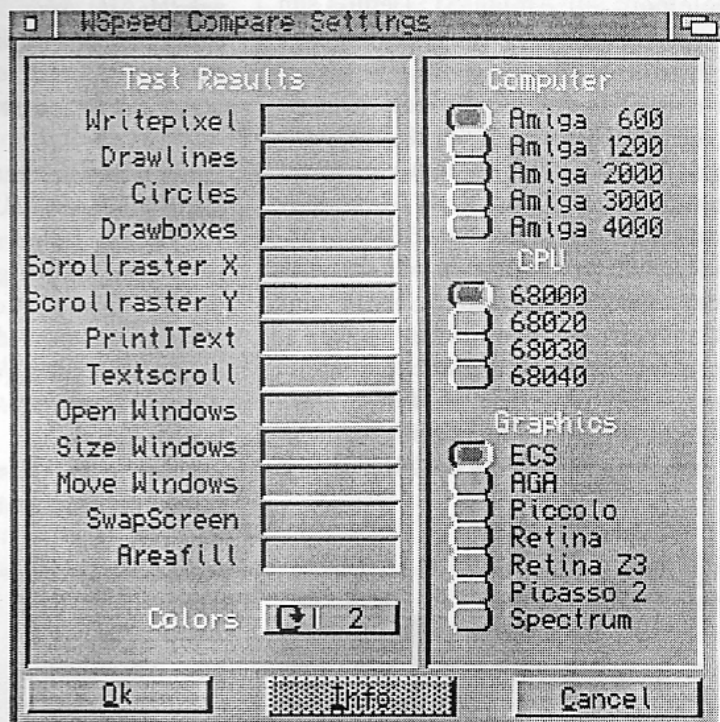 WSpeed Compare Settings
Test Results
Writepixel
Drawlines
Circles
Drawboxes
Scrollraster X
Scrollraster Y
PrintIText
Textscroll
Open Windows
Size Windows
Move Windows
SwapScreen
Areafill
Colors 2
Computer
Amiga 600
Amiga 1200
Amiga 2000
Amiga 3000
Amiga 4000
CPU
68000
68020
68030
68040
Graphics
ECS
AGA
Piccolo
Retina
Retina Z3
Picasso 2
Spectrum
Ok
Info
Cancel